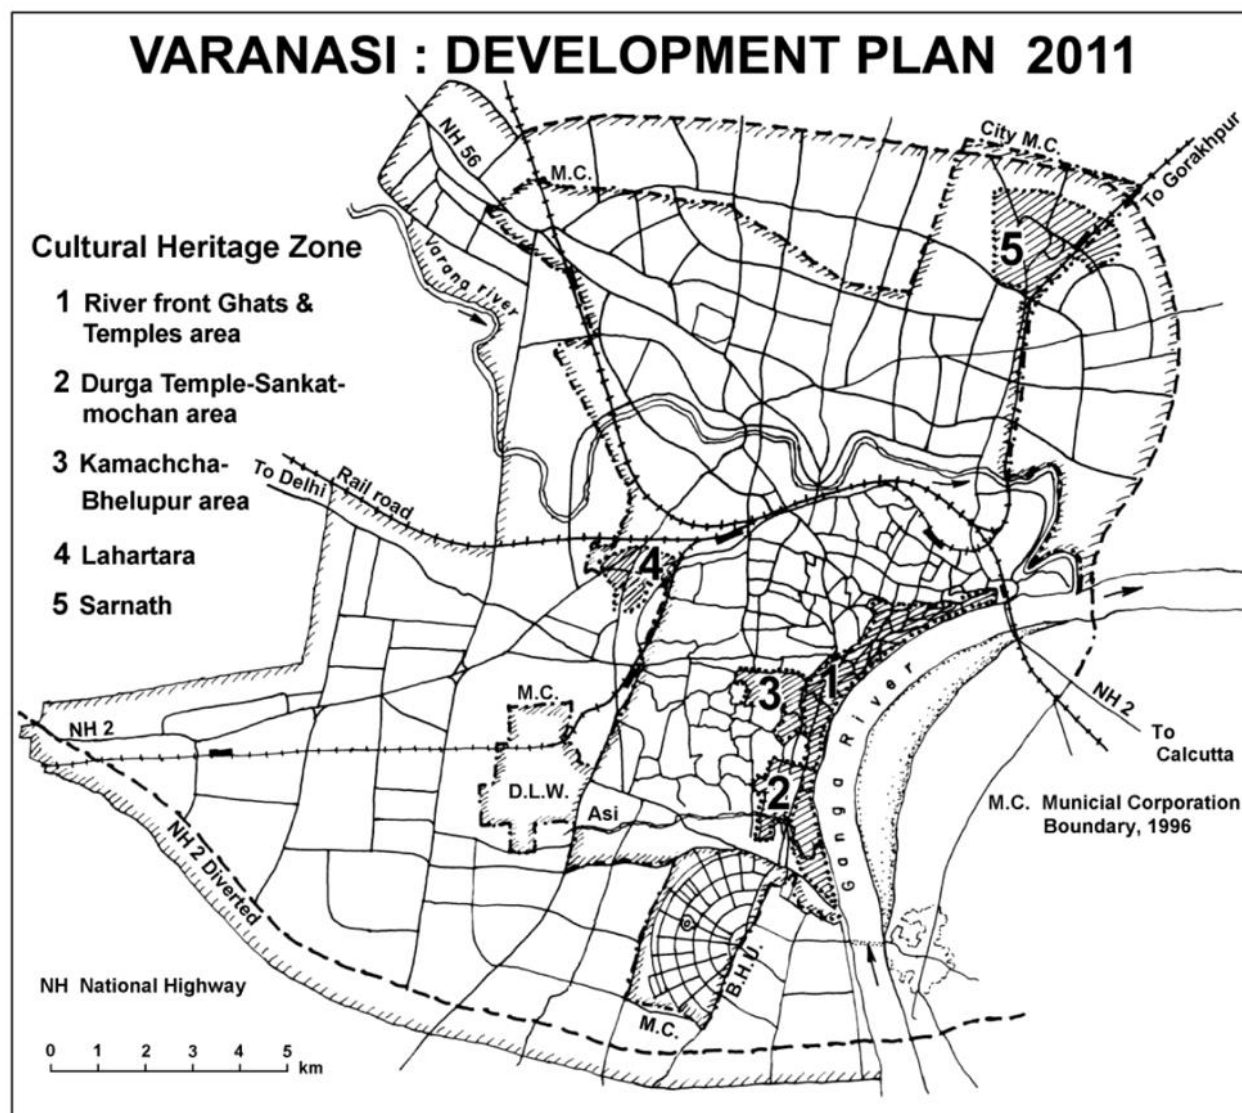 VARANASI : DEVELOPMENT PLAN 2011
City M.C.
To Gorakhpur
NH 56
M.C.
Varana river
Cultural Heritage Zone
1 River front Ghats &
Temples area
2 Durga Temple-Sankat-
mochan area
3 Kamachcha-
Bhelupur area
4 Lahartara
5 Sarnath
5
To Delhi
Rail road
4
3
1
2
M.C.
NH 2
D.L.W.
Asi
Ganga River
NH 2
To
Calcutta
M.C. Municial Corporation
Boundary, 1996
NH 2 Diverted
B.H.U.
M.C.
NH National Highway
0 1 2 3 4 5
km